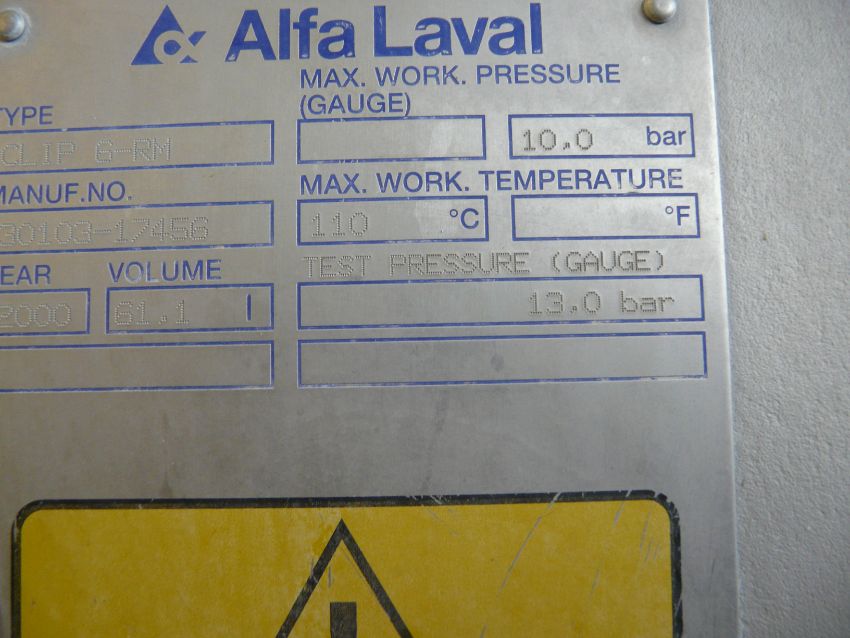 Alfa Laval
TYPE
CLIP 6-RM
MANUF.NO.
30103-17456
EAR VOLUME
2000 61.1 l
MAX. WORK. PRESSURE
(GAUGE)
10.0 bar
MAX. WORK. TEMPERATURE
110 °C °F
TEST PRESSURE (GAUGE)
13.0 bar